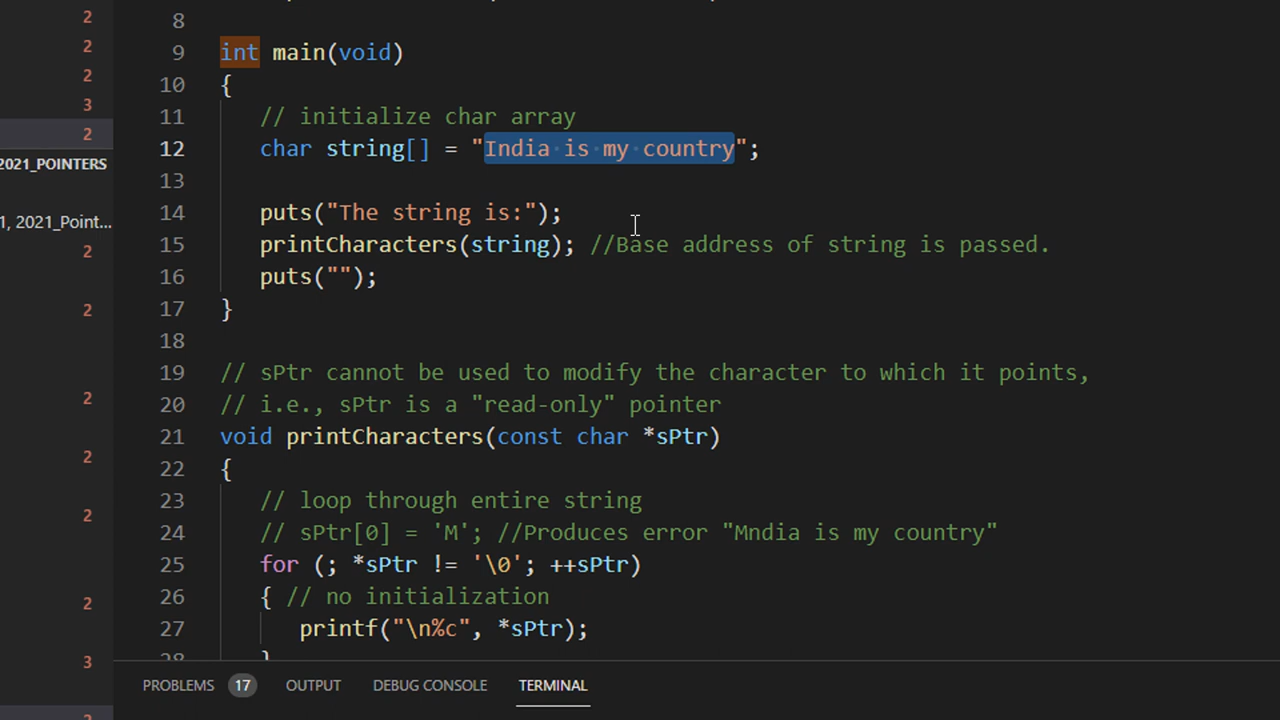 2
2
2
3
2
2021_POINTERS
1, 2021_Point...
2
2
2
2
2
2
3
2
8
9 int main(void)
10 {
11 // initialize char array
12 char string[] = "India is my country";
13
14 puts("The string is:");
15 printCharacters(string); //Base address of string is passed.
16 puts("");
17 }
18
19 // sPtr cannot be used to modify the character to which it points,
20 // i.e., sPtr is a "read-only" pointer
21 void printCharacters(const char *sPtr)
22 {
23 // loop through entire string
24 // sPtr[0] = 'M'; //Produces error "Mndia is my country"
25 for (; *sPtr != '\0'; ++sPtr)
26 { // no initialization
27 printf("\n%c", *sPtr);
28 }
PROBLEMS 17 OUTPUT DEBUG CONSOLE TERMINAL